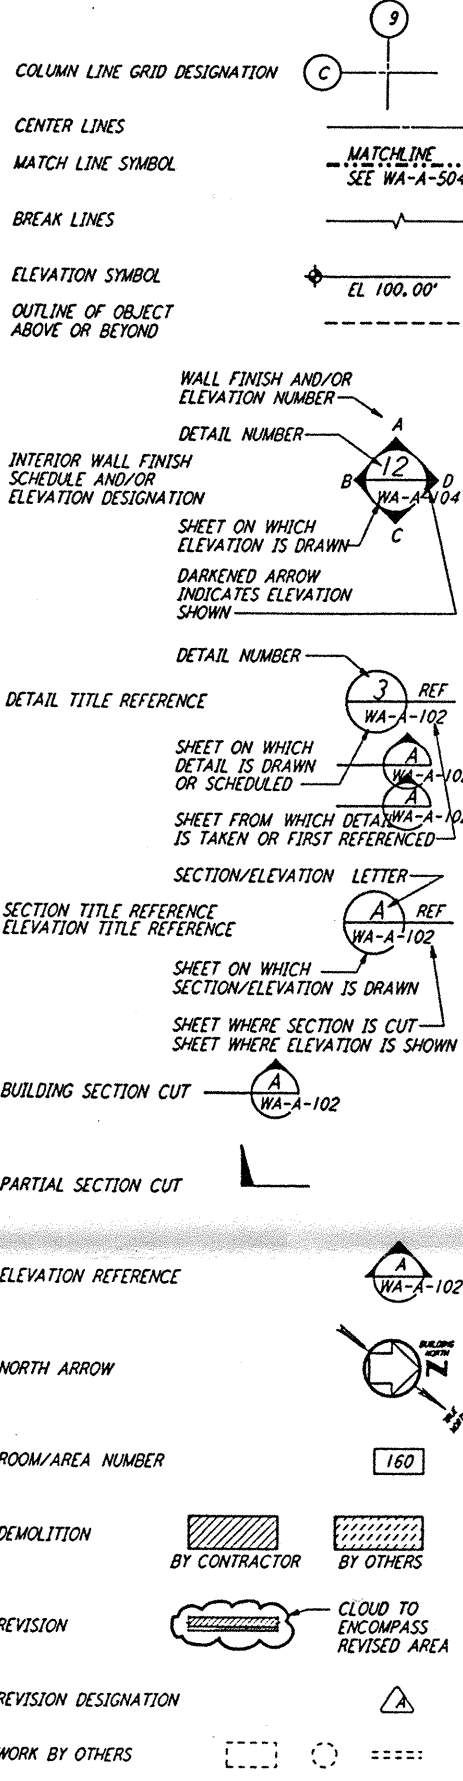 9
COLUMN LINE GRID DESIGNATION C
CENTER LINES
MATCH LINE SYMBOL MATCHLINE
SEE WA-A-504
BREAK LINES
ELEVATION SYMBOL
EL 100.00'
OUTLINE OF OBJECT
ABOVE OR BEYOND
WALL FINISH AND/OR
ELEVATION NUMBER
A
DETAIL NUMBER
INTERIOR WALL FINISH
SCHEDULE AND/OR
ELEVATION DESIGNATION
12
B D
WA-A-104
C
SHEET ON WHICH
ELEVATION IS DRAWN
DARKENED ARROW
INDICATES ELEVATION
SHOWN
DETAIL NUMBER
DETAIL TITLE REFERENCE 3 REF
WA-A-102
SHEET ON WHICH
DETAIL IS DRAWN
OR SCHEDULED
A
WA-A-10
A
SHEET FROM WHICH DETAIL WA-A-10
IS TAKEN OR FIRST REFERENCED
SECTION/ELEVATION LETTER
SECTION TITLE REFERENCE
ELEVATION TITLE REFERENCE
A REF
WA-A-102
SHEET ON WHICH
SECTION/ELEVATION IS DRAWN
SHEET WHERE SECTION IS CUT
SHEET WHERE ELEVATION IS SHOWN
BUILDING SECTION CUT A
WA-A-102
PARTIAL SECTION CUT
ELEVATION REFERENCE A
WA-A-102
NORTH ARROW
BUILDING
NORTH
N
ROOM/AREA NUMBER 160
DEMOLITION
BY CONTRACTOR BY OTHERS
REVISION
CLOUD TO
ENCOMPASS
REVISED AREA
REVISION DESIGNATION A
WORK BY OTHERS